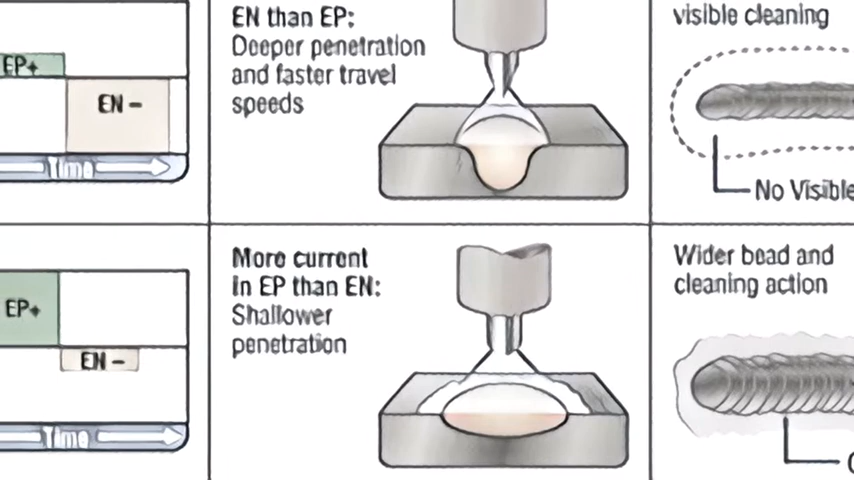 EP+
EN −
Time
EN than EP:
Deeper penetration
and faster travel
speeds
visible cleaning
No Visible
EP+
EN −
Time
More current
in EP than EN:
Shallower
penetration
Wider bead and
cleaning action